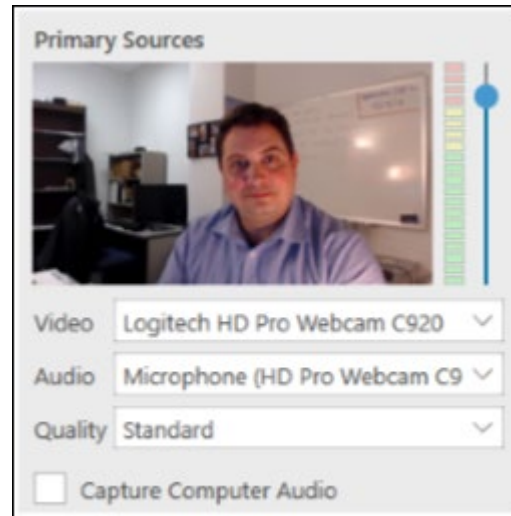 Primary Sources
Video Logitech HD Pro Webcam C920
Audio Microphone (HD Pro Webcam C9
Quality Standard
Capture Computer Audio